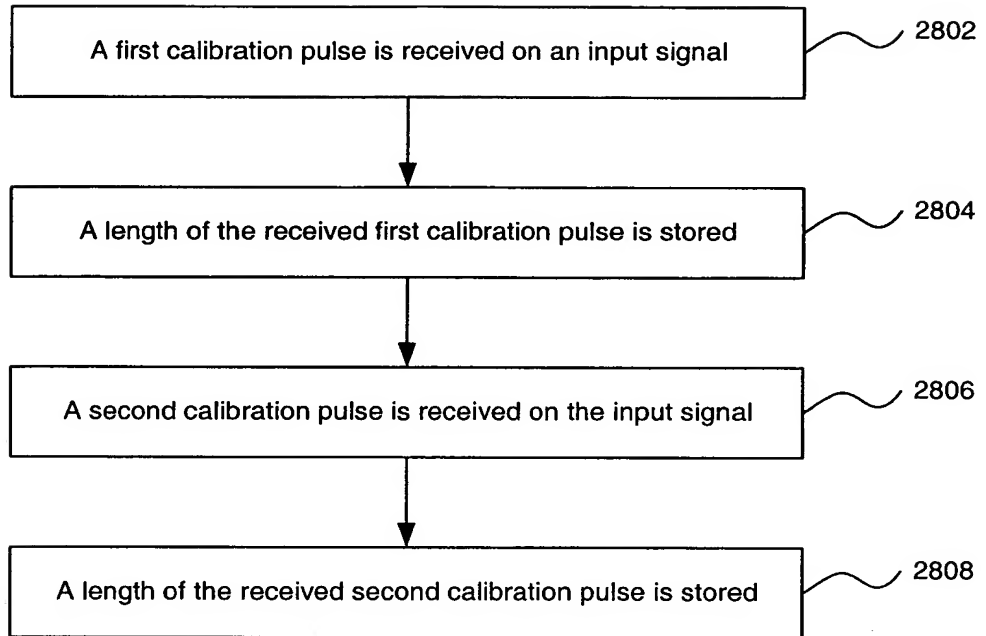 A first calibration pulse is received on an input signal
2802
A length of the received first calibration pulse is stored
2804
A second calibration pulse is received on the input signal
2806
A length of the received second calibration pulse is stored
2808